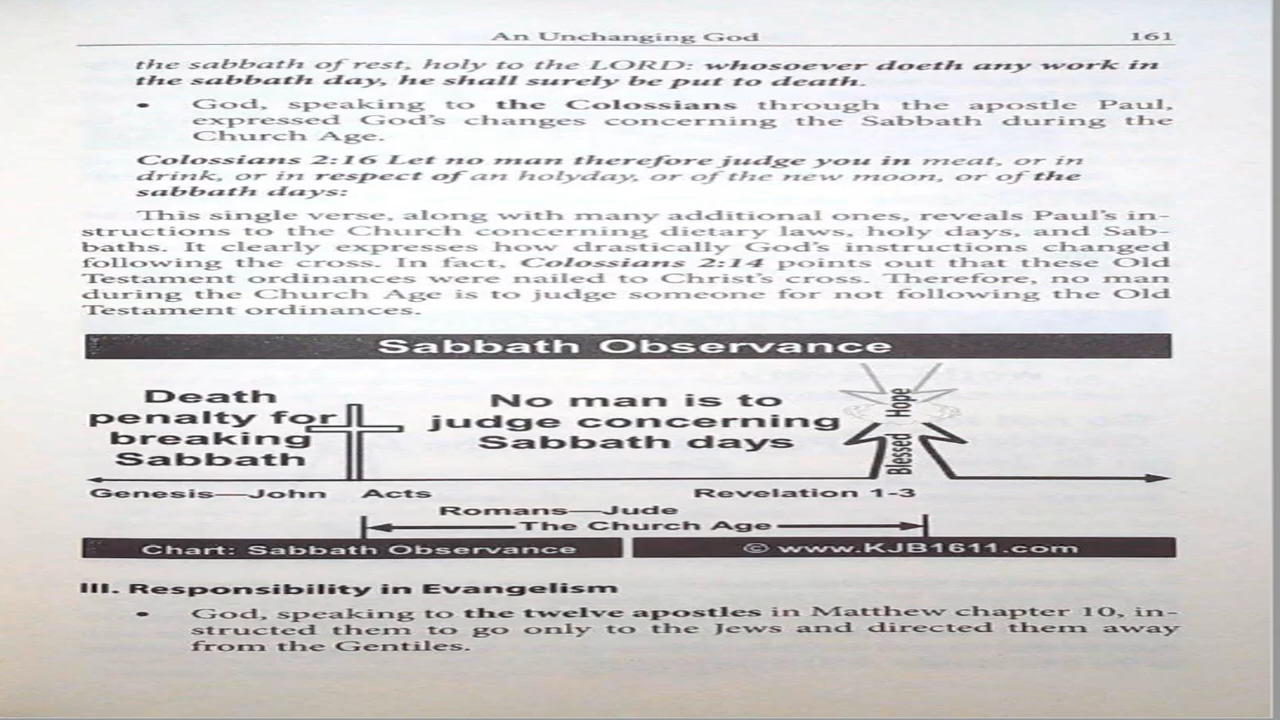 An Unchanging God 161
the sabbath of rest, holy to the LORD: whosoever doeth any work in
the sabbath day, he shall surely be put to death.
• God, speaking to the Colossians through the apostle Paul,
expressed God's changes concerning the Sabbath during the
Church Age.
Colossians 2:16 Let no man therefore judge you in meat, or in
drink, or in respect of an holyday, or of the new moon, or of the
sabbath days:
This single verse, along with many additional ones, reveals Paul's in-
structions to the Church concerning dietary laws, holy days, and Sab-
baths. It clearly expresses how drastically God's instructions changed
following the cross. In fact, Colossians 2:14 points out that these Old
Testament ordinances were nailed to Christ's cross. Therefore, no man
during the Church Age is to judge someone for not following the Old
Testament ordinances.
Sabbath Observance
Death
penalty for
breaking
Sabbath
No man is to
judge concerning
Sabbath days
Blessed Hope
Genesis—John Acts Revelation 1-3
Romans—Jude
The Church Age
Chart: Sabbath Observance © www.KJB1611.com
III. Responsibility in Evangelism
• God, speaking to the twelve apostles in Matthew chapter 10, in-
structed them to go only to the Jews and directed them away
from the Gentiles.